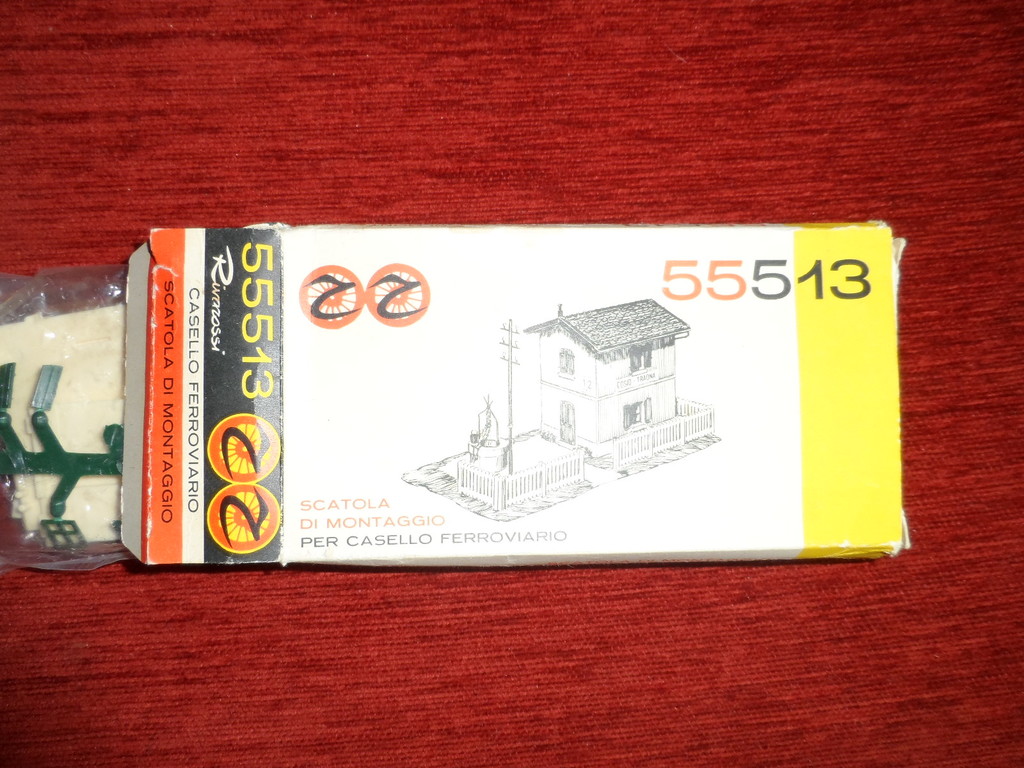 55513
Rivarossi
CASELLO FERROVIARIO
SCATOLA DI MONTAGGIO
55513
SCATOLA
DI MONTAGGIO
PER CASELLO FERROVIARIO